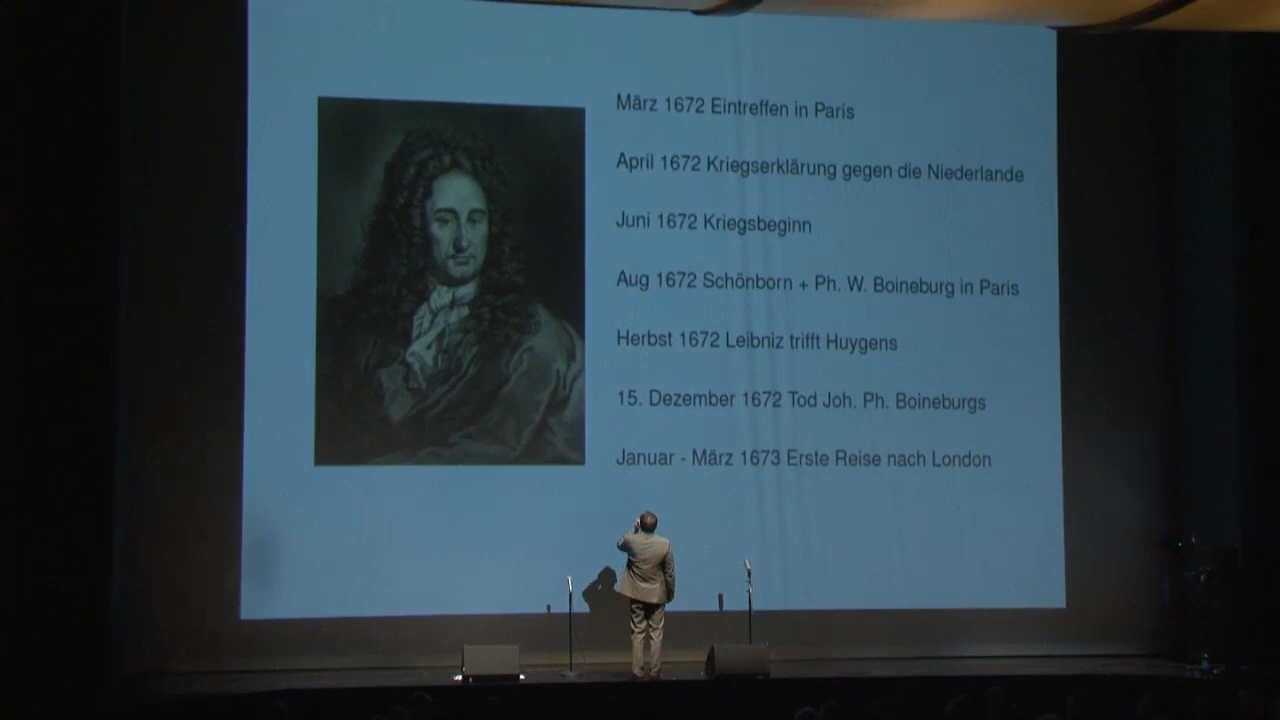 März 1672 Eintreffen in Paris
April 1672 Kriegserklärung gegen die Niederlande
Juni 1672 Kriegsbeginn
Aug 1672 Schönborn + Ph. W. Boineburg in Paris
Herbst 1672 Leibniz trifft Huygens
15. Dezember 1672 Tod Joh. Ph. Boineburgs
Januar - März 1673 Erste Reise nach London